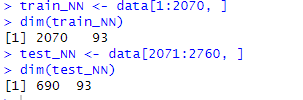 > train_NN <- data[1:2070, ]
> dim(train_NN)
[1] 2070   93
> test_NN <- data[2071:2760, ]
> dim(test_NN)
[1] 690  93